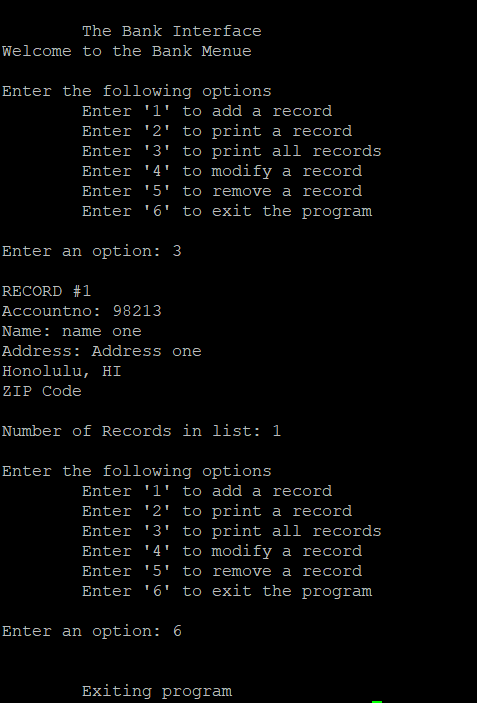 The Bank Interface
Welcome to the Bank Menue
Enter the following options
Enter '1' to add a record
Enter '2' to print a record
Enter '3' to print all records
Enter '4' to modify a record
Enter '5' to remove a record
Enter '6' to exit the program
Enter an option: 3
RECORD #1
Accountno: 98213
Name: name one
Address: Address one
Honolulu, HI
ZIP Code
Number of Records in list: 1
Enter the following options
Enter '1' to add a record
Enter '2' to print a record
Enter '3' to print all records
Enter '4' to modify a record
Enter '5' to remove a record
Enter '6' to exit the program
Enter an option: 6
Exiting program